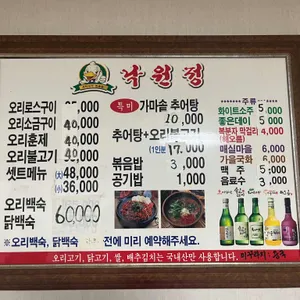 낙원정
오리로스구이 35,000
오리소금구이 40,000
오리훈제 40,000
오리불고기 40,000
셋트메뉴 大 48,000
小 36,000
오리백숙
닭백숙
60000
특미 가마솥 추어탕
10,000
추어탕+오리불고기
(1인분) 17,000
볶음밥 3,000
공기밥 1,000
주류
화이트소주 5,000
좋은데이 5,000
복분자 막걸리 4,000
매실마을 6,000
가을국화 6,000
맥주 5,000
음료수 3,000
※오리백숙, 닭백숙 전에 미리 예약해주세요.
오리고기, 닭고기, 쌀, 배추김치는 국내산만 사용합니다.